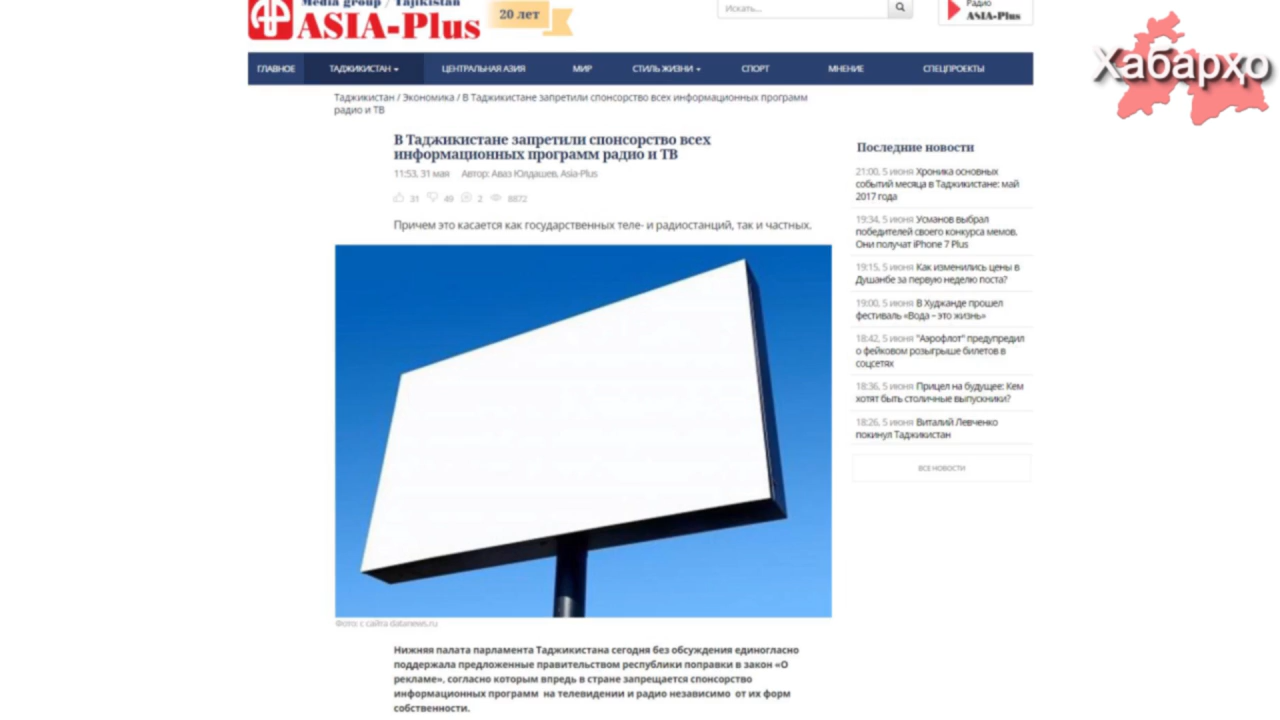 Media group / Tajikistan
ASIA-Plus
20 лет
Искать...
Радио
ASIA-Plus
Хабарҳо
ГЛАВНОЕ ТАДЖИКИСТАН ЦЕНТРАЛЬНАЯ АЗИЯ МИР СТИЛЬ ЖИЗНИ СПОРТ МНЕНИЕ СПЕЦПРОЕКТЫ
Таджикистан / Экономика / В Таджикистане запретили спонсорство всех информационных программ
радио и ТВ
В Таджикистане запретили спонсорство всех
информационных программ радио и ТВ
11:53, 31 мая Автор: Аваз Юлдашев, Asia-Plus
31 49 2 8872
Причем это касается как государственных теле- и радиостанций, так и частных.
Фото: с сайта datanews.ru
Нижняя палата парламента Таджикистана сегодня без обсуждения единогласно
поддержала предложенные правительством республики поправки в закон «О
рекламе», согласно которым впредь в стране запрещается спонсорство
информационных программ на телевидении и радио независимо от их форм
собственности.
Последние новости
21:00, 5 июня Хроника основных
событий месяца в Таджикистане: май
2017 года
19:34, 5 июня Усманов выбрал
победителей своего конкурса мемов.
Они получат iPhone 7 Plus
19:15, 5 июня Как изменились цены в
Душанбе за первую неделю поста?
19:00, 5 июня В Худжанде прошел
фестиваль «Вода – это жизнь»
18:42, 5 июня "Аэрофлот" предупредил
о фейковом розыгрыше билетов в
соцсетях
18:36, 5 июня Прицел на будущее: Кем
хотят быть столичные выпускники?
18:26, 5 июня Виталий Левченко
покинул Таджикистан
ВСЕ НОВОСТИ